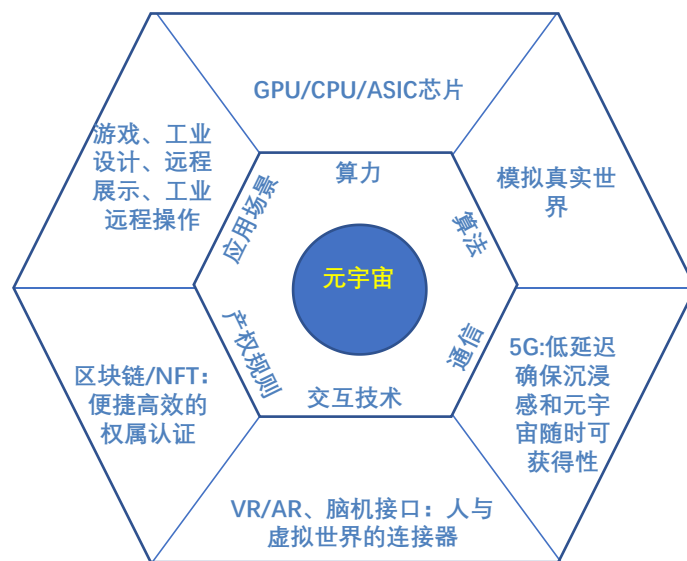 GPU/CPU/ASIC芯片
游戏、工业
设计、远程
展示、工业
远程操作
模拟真实世
界
算力
应用场景
算法
元宇宙
产权规则
通信
交互技术
区块链/NFT：
便捷高效的
权属认证
5G:低延迟
确保沉浸
感和元宇
宙随时可
获得性
VR/AR、脑机接口：人与
虚拟世界的连接器